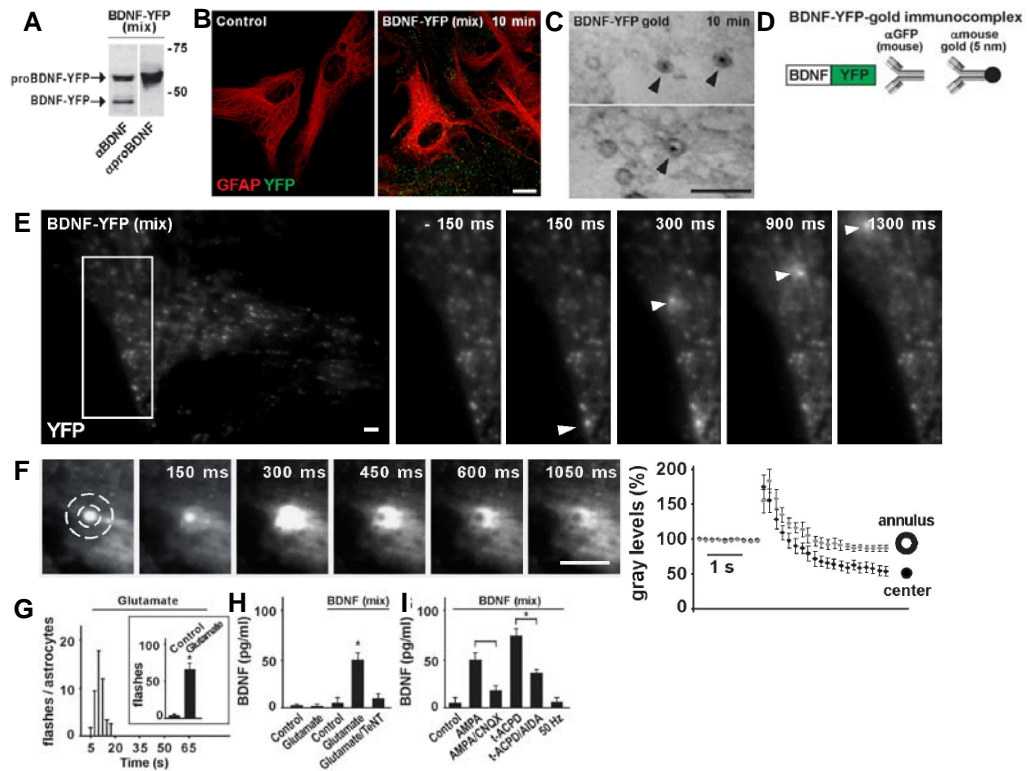 A
BDNF-YFP
(mix)
-75
proBDNF-YFP
-50
BDNF-YFP
αBDNF
αproBDNF
B
Control
BDNF-YFP (mix) 10 min
GFAP YFP
C
BDNF-YFP gold 10 min
D
BDNF-YFP-gold immunocomplex
αGFP
(mouse)
αmouse
gold (5 nm)
BDNF YFP
E
BDNF-YFP (mix)
YFP
- 150 ms
150 ms
300 ms
900 ms
1300 ms
F
150 ms
300 ms
450 ms
600 ms
1050 ms
gray levels (%)
200
150
100
50
0
1 s
annulus
center
G
Glutamate
flashes / astrocytes
20
10
0
5 20 35 50 65
Time (s)
flashes
100
50
0
Control
Glutamate
*
H
BDNF (mix)
BDNF (pg/ml)
100
50
0
*
Control
Glutamate
Control
Glutamate
Glutamate/TeNT
I
BDNF (mix)
BDNF (pg/ml)
100
50
0
*
Control
AMPA
AMPA/CNQX
t-ACPD
t-ACPD/AIDA
50 Hz